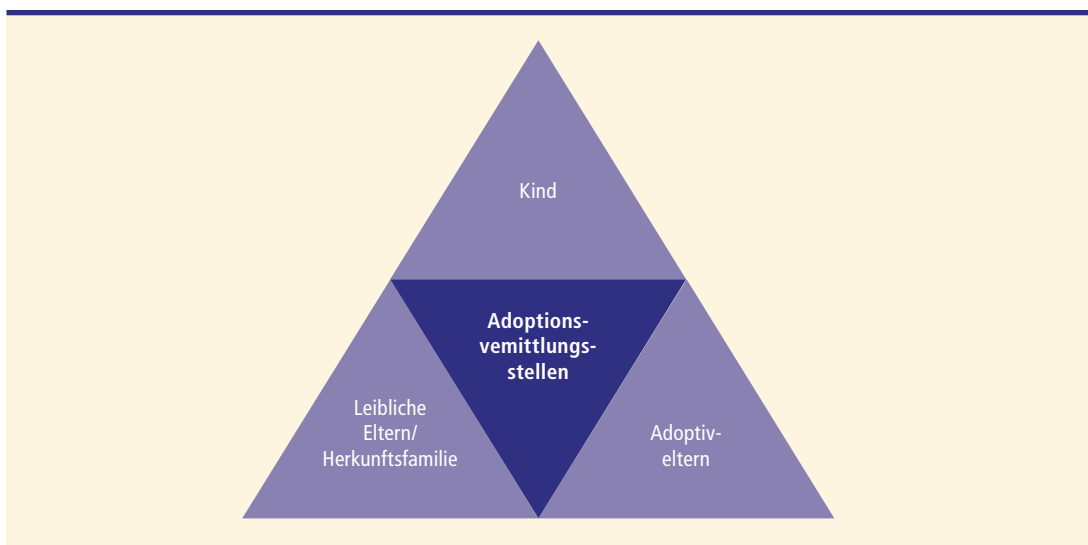 Kind
Adoptions-
vemittlungs-
stellen
Leibliche
Eltern/
Herkunftsfamilie
Adoptiv-
eltern